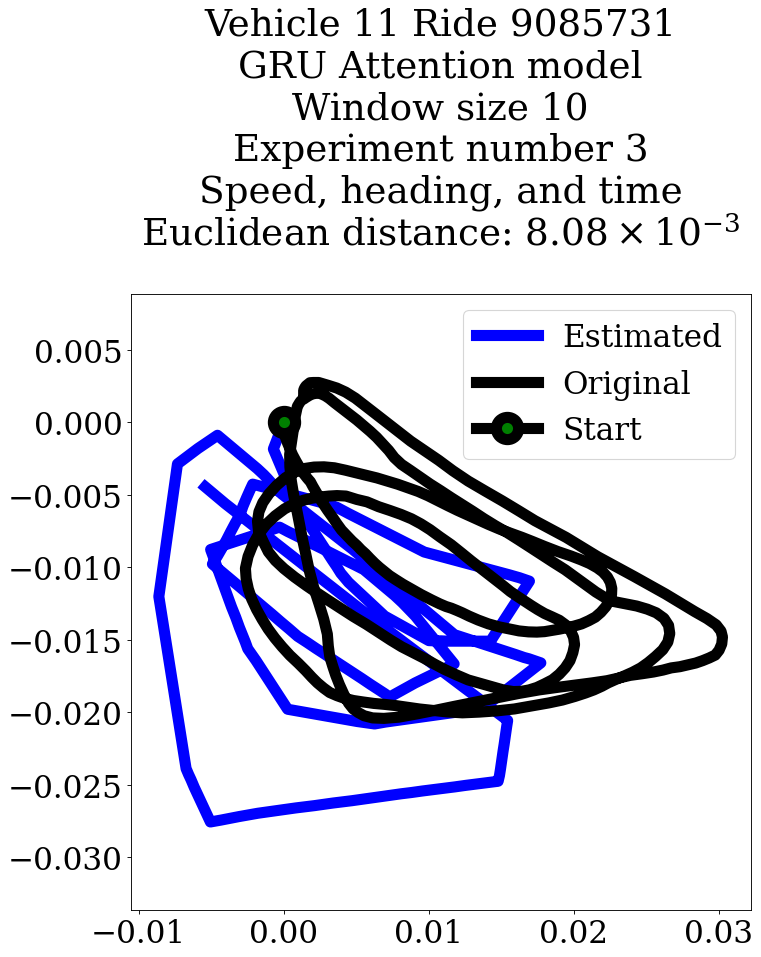 Vehicle 11 Ride 9085731
GRU Attention model
Window size 10
Experiment number 3
Speed, heading, and time
Euclidean distance: 8.08 × 10⁻³
Estimated
Original
Start
0.005
0.000
−0.005
−0.010
−0.015
−0.020
−0.025
−0.030
−0.01 0.00 0.01 0.02 0.03